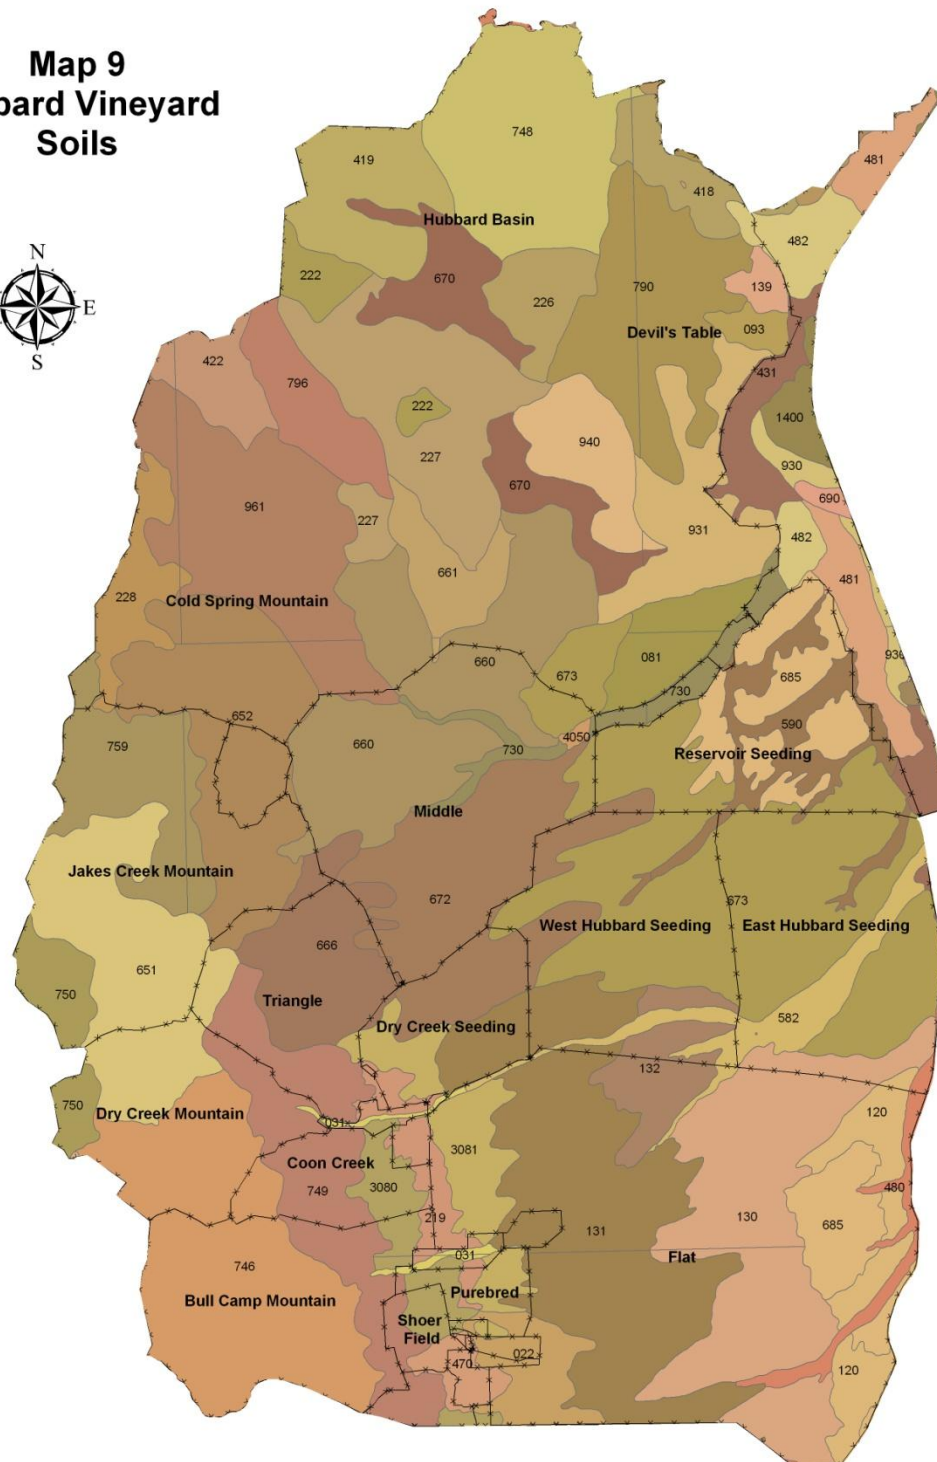 Map 9
bard Vineyard
Soils
N
E
S
748
419
481
418
Hubbard Basin
482
222
670
226
790
139
Devil's Table
093
422
796
431
222
1400
940
227
930
670
690
961
227
931
482
661
481
228
Cold Spring Mountain
660
673
081
930
685
730
652
590
759
660
730
4050
Reservoir Seeding
Middle
Jakes Creek Mountain
672
673
West Hubbard Seeding
East Hubbard Seeding
666
651
750
Triangle
582
Dry Creek Seeding
132
750
Dry Creek Mountain
120
031
3081
Coon Creek
749
3080
480
219
131
130
685
031
Flat
746
Purebred
Bull Camp Mountain
Shoer
Field
022
470
120